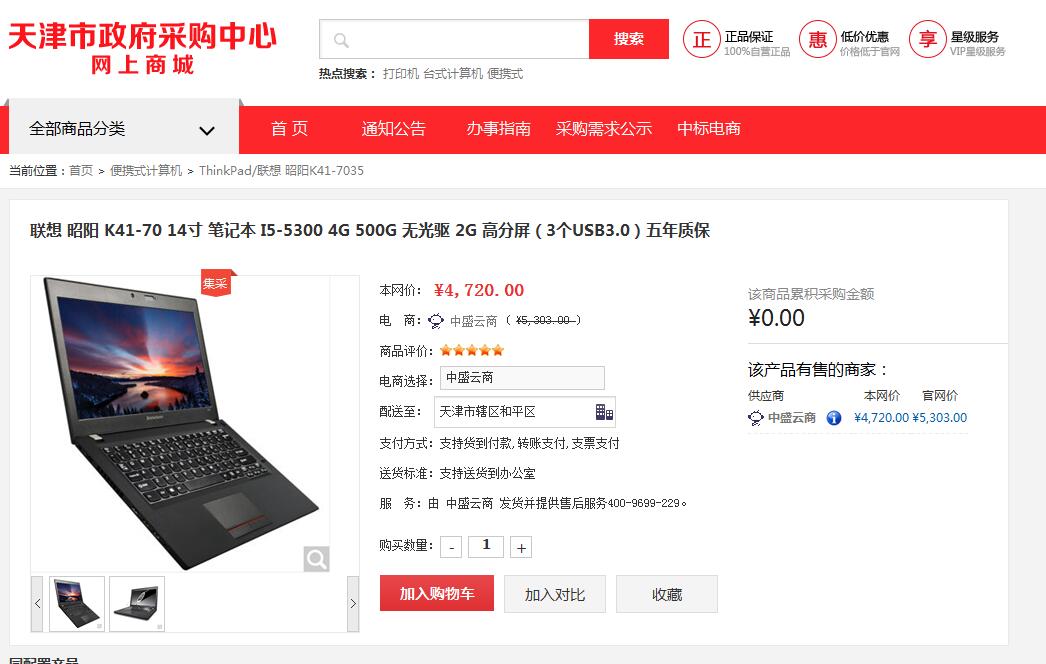 天津市政府采购中心
网上商城
搜索
热点搜索： 打印机 台式计算机 便携式
正 正品保证
100%自营正品
惠 低价优惠
价格低于官网
享 星级服务
VIP星级服务
全部商品分类
首 页 通知公告 办事指南 采购需求公示 中标电商
当前位置：首页 > 便携式计算机 > ThinkPad/联想 昭阳K41-7035
联想 昭阳 K41-70 14寸 笔记本 I5-5300 4G 500G 无光驱 2G 高分屏（3个USB3.0）五年质保
集采
本网价： ¥4,720.00
电 商： 中盛云商 （ ¥5,303.00 ）
商品评价：
电商选择： 中盛云商
配送至： 天津市辖区和平区
支付方式：支持货到付款,转账支付,支票支付
送货标准：支持送货到办公室
服 务：由 中盛云商 发货并提供售后服务400-9699-229。
购买数量： - 1 +
加入购物车 加入对比 收藏
该商品累积采购金额
¥0.00
该产品有售的商家：
供应商 本网价 官网价
中盛云商 ¥4,720.00 ¥5,303.00
同配置产品